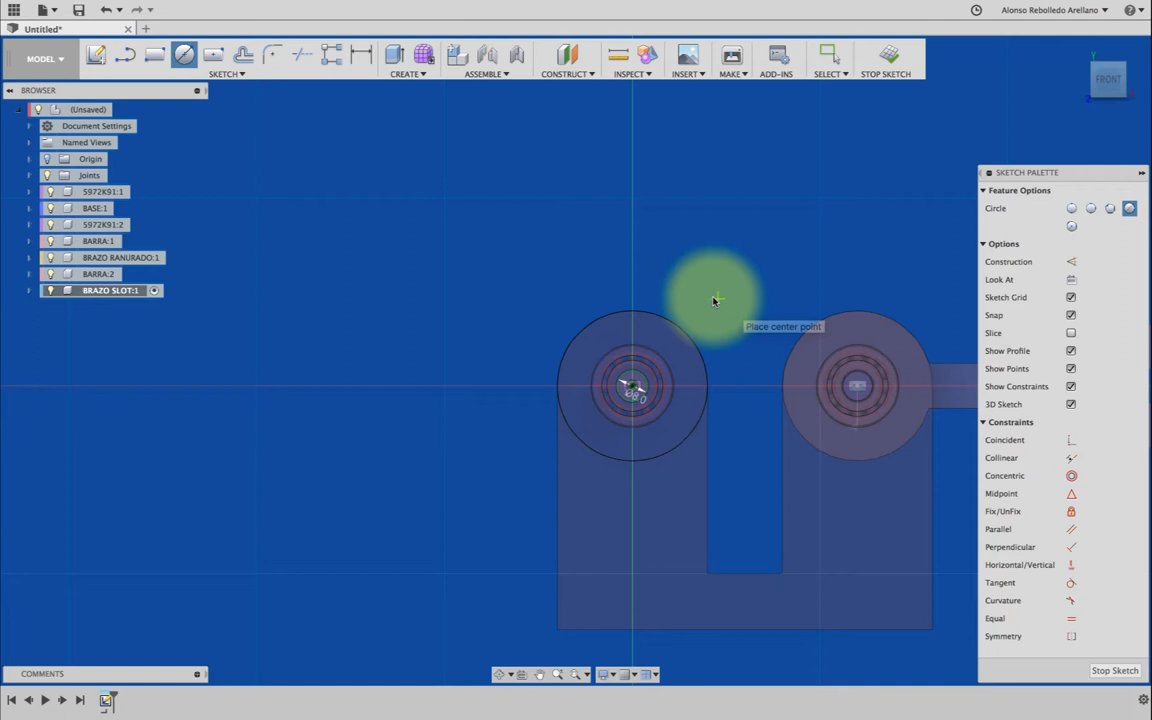 Alonso Rebolledo Arellano
Untitled*
MODEL
SKETCH
CREATE
ASSEMBLE
CONSTRUCT
INSPECT
INSERT
MAKE
ADD-INS
SELECT
STOP SKETCH
BROWSER
FRONT
Y
Z
(Unsaved)
Document Settings
Named Views
Origin
Joints
5972K91:1
BASE:1
5972K91:2
BARRA:1
BRAZO RANURADO:1
BARRA:2
BRAZO SLOT:1
Place center point
Ø8.0
SKETCH PALETTE
Feature Options
Circle
Options
Construction
Look At
Sketch Grid
Snap
Slice
Show Profile
Show Points
Show Constraints
3D Sketch
Constraints
Coincident
Collinear
Concentric
Midpoint
Fix/UnFix
Parallel
Perpendicular
Horizontal/Vertical
Tangent
Curvature
Equal
Symmetry
Stop Sketch
COMMENTS